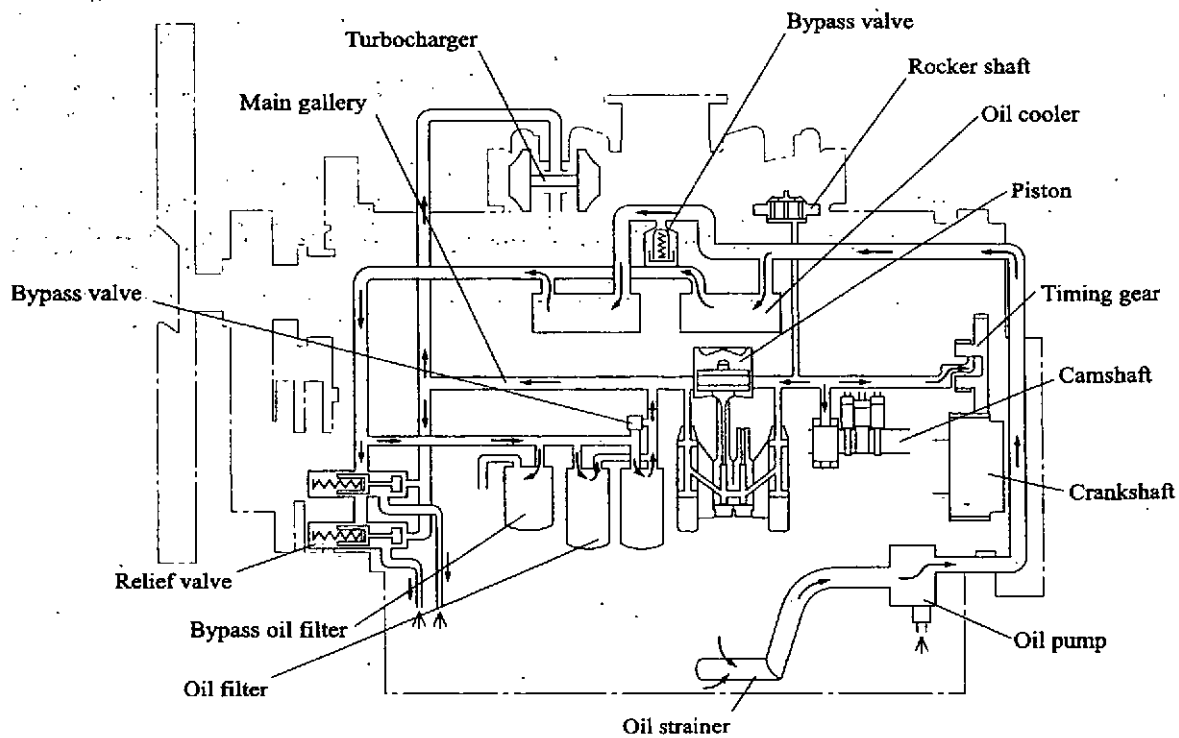 Bypass valve
Turbocharger
Rocker shaft
Main gallery
Oil cooler
Piston
Bypass valve
Timing gear
Camshaft
Crankshaft
Relief valve
Bypass oil filter
Oil pump
Oil filter
Oil strainer